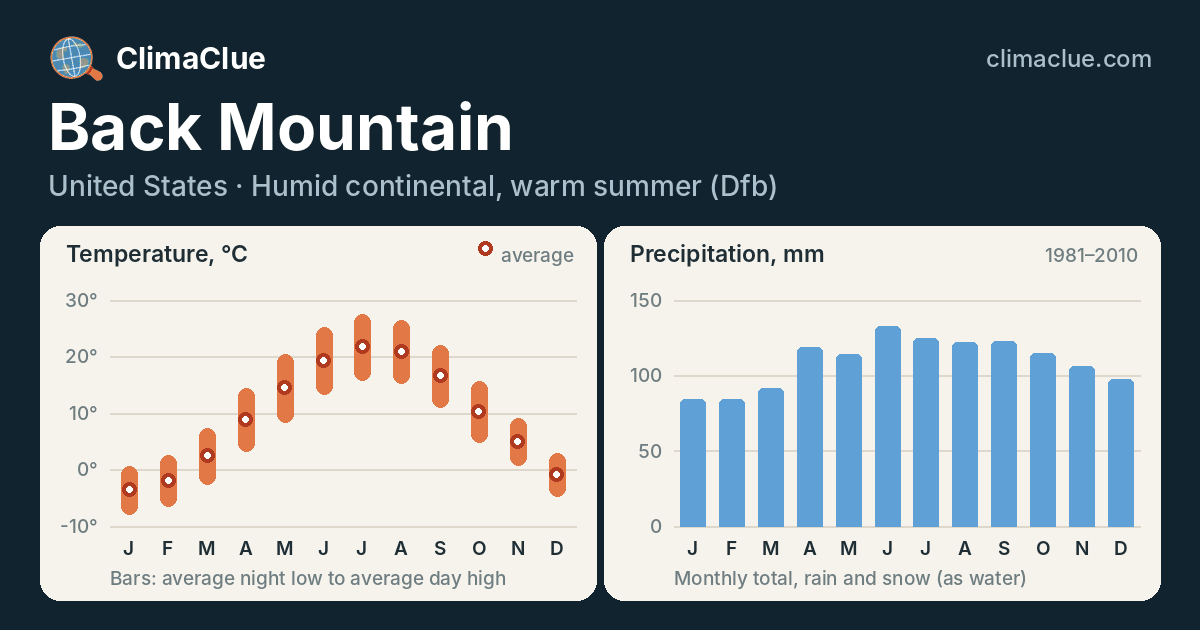 ClimaClue
climaclue.com
Back Mountain
United States · Humid continental, warm summer (Dfb)
Temperature, °C
average
30°
20°
10°
0°
-10°
J F M A M J J A S O N D
Bars: average night low to average day high
Precipitation, mm
1981–2010
150
100
50
0
J F M A M J J A S O N D
Monthly total, rain and snow (as water)